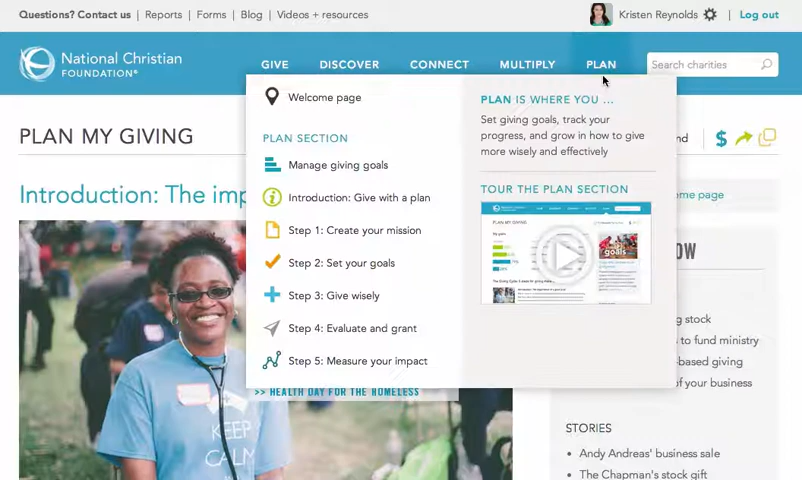 Questions? Contact us | Reports | Forms | Blog | Videos + resources
Kristen Reynolds | Log out
National Christian
FOUNDATION®
GIVE DISCOVER CONNECT MULTIPLY PLAN
Search charities
Welcome page
PLAN SECTION
Manage giving goals
Introduction: Give with a plan
Step 1: Create your mission
Step 2: Set your goals
Step 3: Give wisely
Step 4: Evaluate and grant
Step 5: Measure your impact
PLAN IS WHERE YOU ...
Set giving goals, track your
progress, and grow in how to give
more wisely and effectively
TOUR THE PLAN SECTION
PLAN MY GIVING
Introduction: The
>> HEALTH DAY FOR THE HOMELESS
KEEP
CALM
page
stock
to fund ministry
giving
of your business
STORIES
• Andy Andreas' business sale
• The Chapman's stock gift